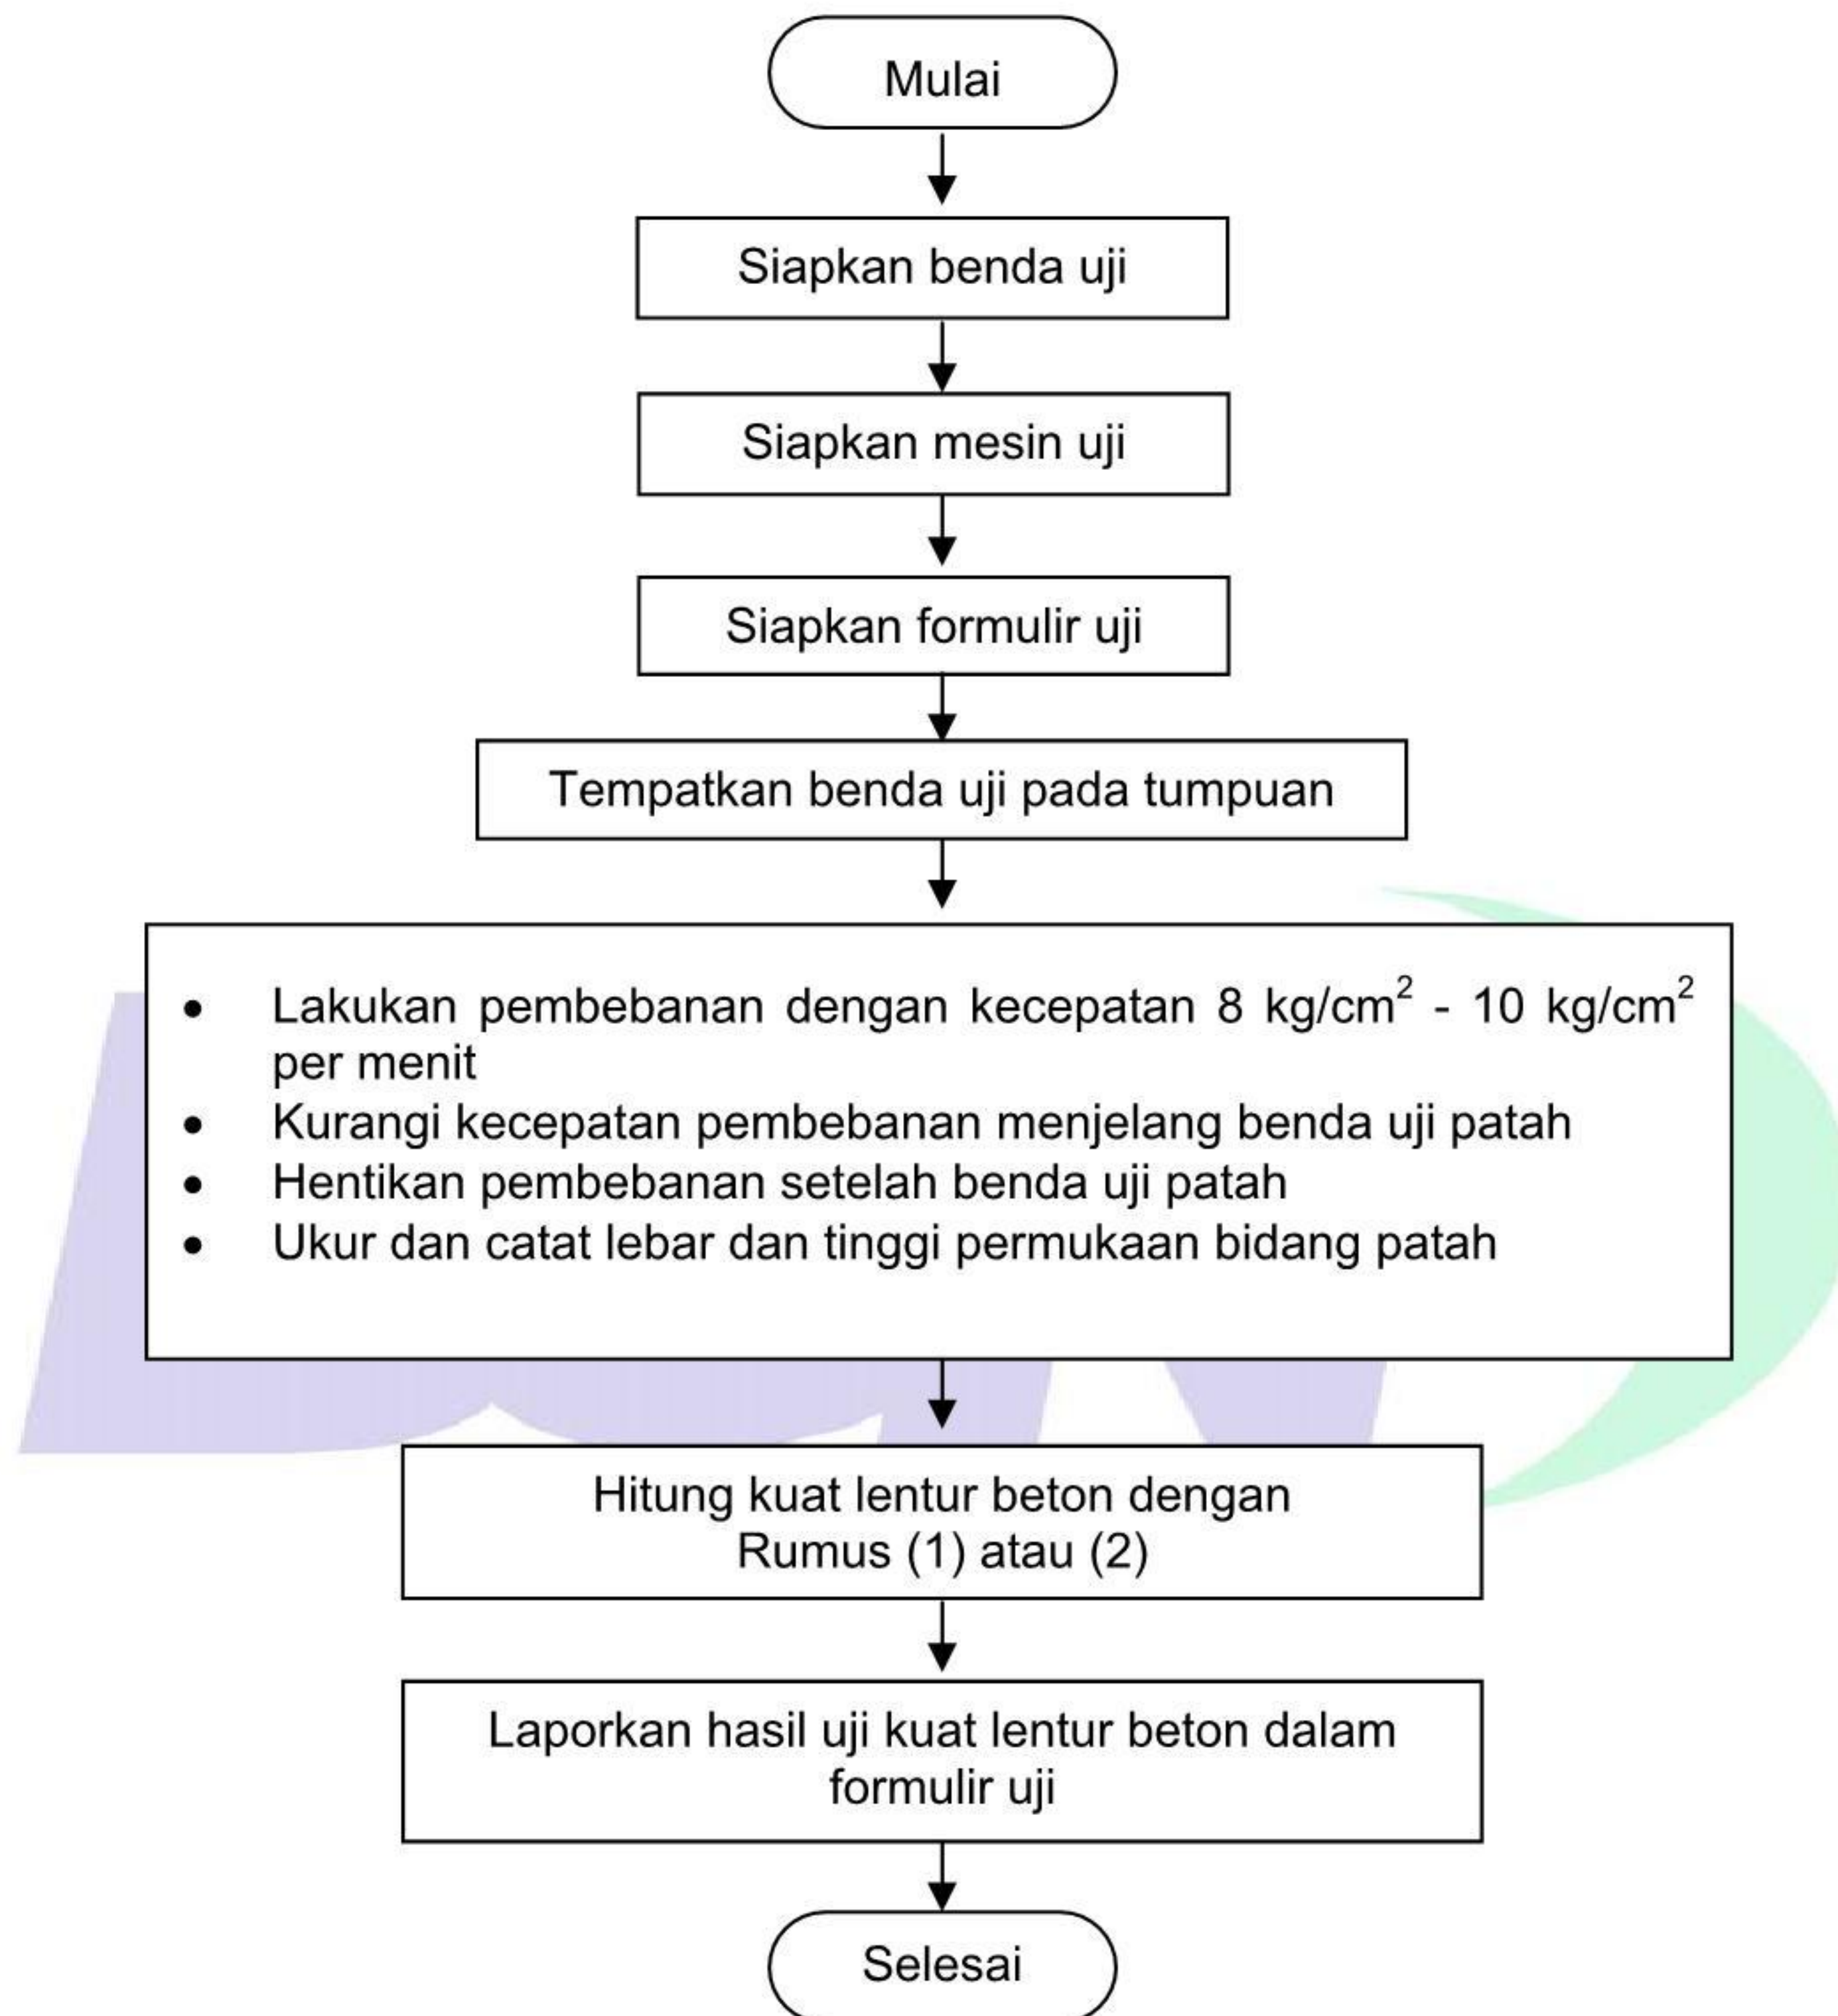 Mulai
Siapkan benda uji
Siapkan mesin uji
Siapkan formulir uji
Tempatkan benda uji pada tumpuan
• Lakukan pembebanan dengan kecepatan 8 kg/cm² - 10 kg/cm²
per menit
• Kurangi kecepatan pembebanan menjelang benda uji patah
• Hentikan pembebanan setelah benda uji patah
• Ukur dan catat lebar dan tinggi permukaan bidang patah
Hitung kuat lentur beton dengan
Rumus (1) atau (2)
Laporkan hasil uji kuat lentur beton dalam
formulir uji
Selesai